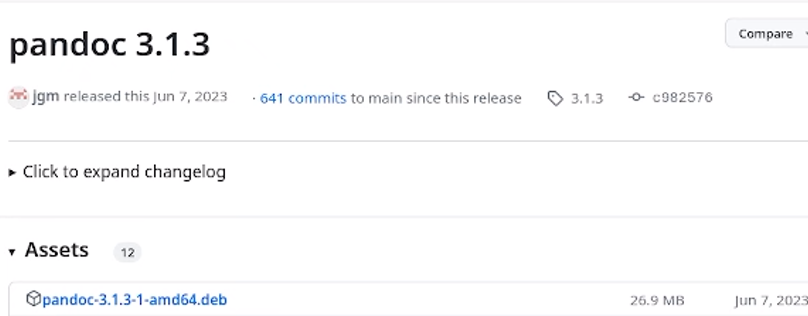 pandoc 3.1.3
Compare
jgm released this Jun 7, 2023 · 641 commits to main since this release 3.1.3 c982576
Click to expand changelog
Assets 12
pandoc-3.1.3-1-amd64.deb 26.9 MB Jun 7, 2023